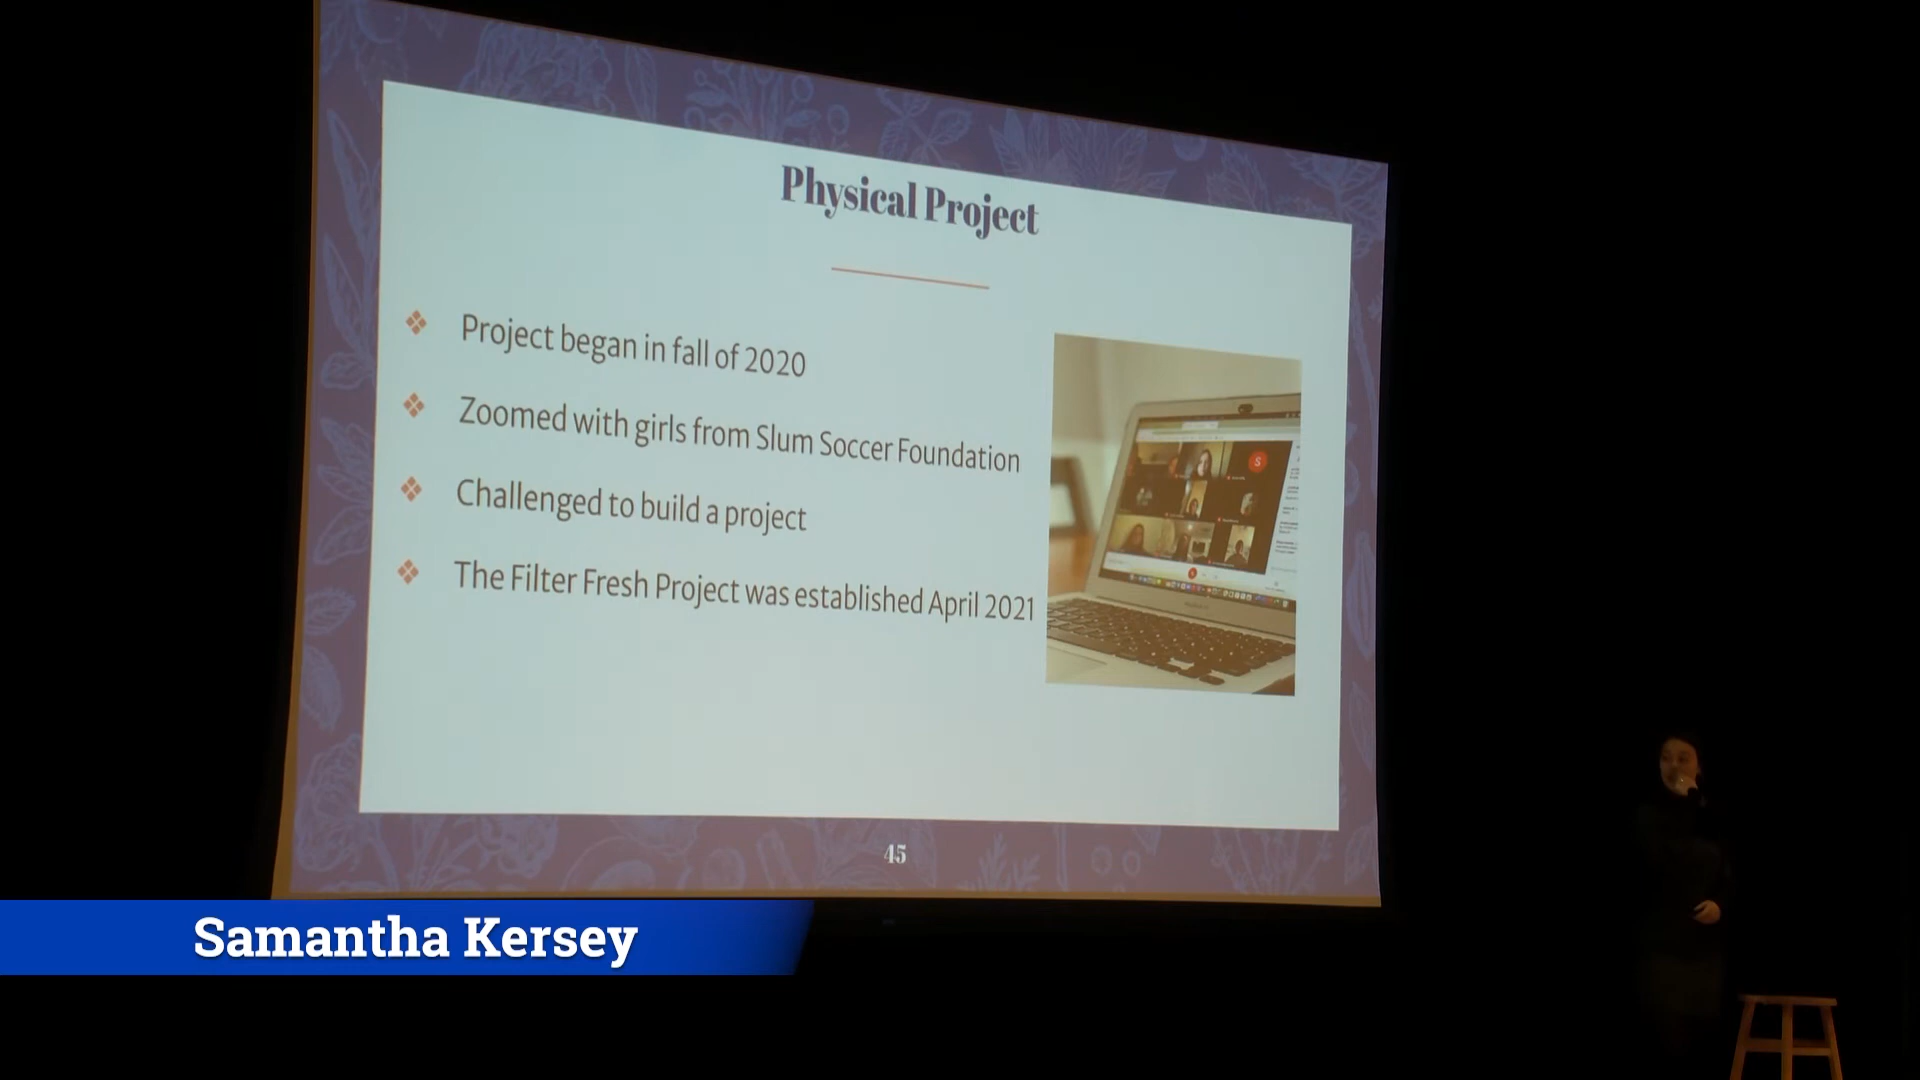 Physical Project
Project began in fall of 2020
Zoomed with girls from Slum Soccer Foundation
Challenged to build a project
The Filter Fresh Project was established April 2021
S
45
Samantha Kersey